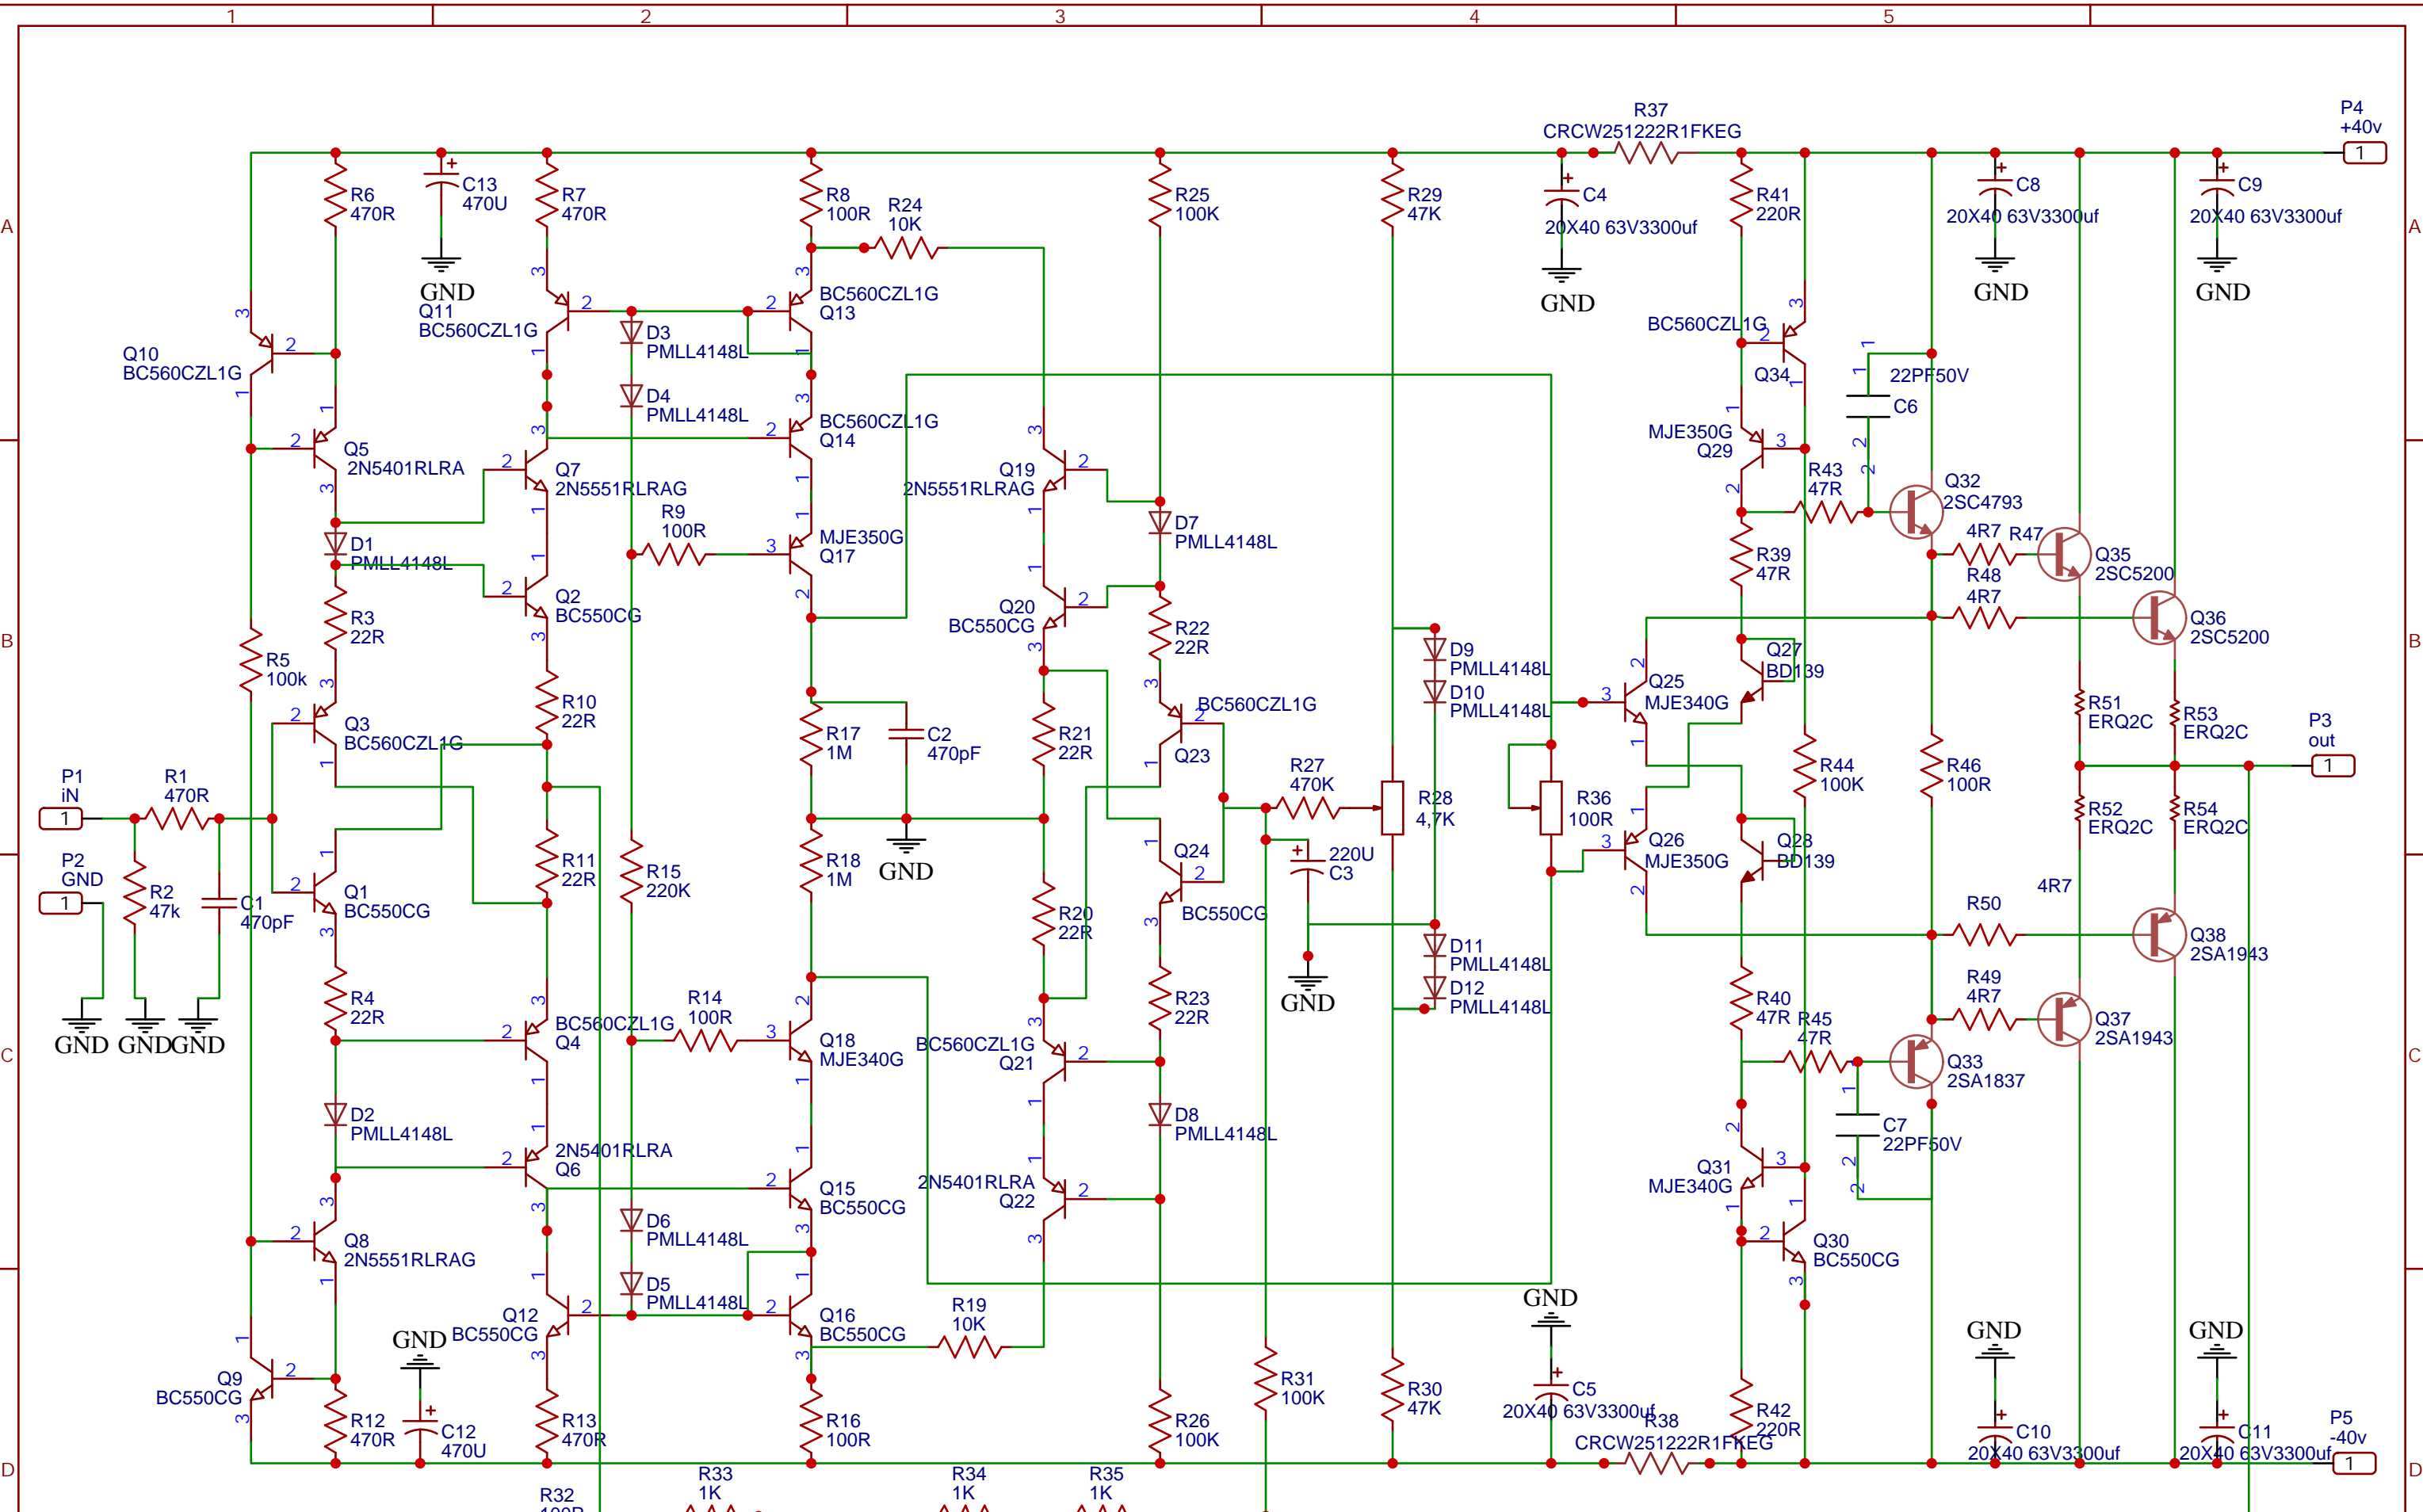 1 2 3 4 5
A
B
C
D
A
B
C
D
R37
CRCW251222R1FKEG
P4
+40v
1
R6
470R
C13
470U
GND
R7
470R
R8
100R
R24
10K
R25
100K
R29
47K
C4
20X40 63V3300uf
GND
R41
220R
C8
20X40 63V3300uf
GND
C9
20X40 63V3300uf
GND
Q10
BC560CZL1G
Q11
BC560CZL1G
D3
PMLL4148L
D4
PMLL4148L
BC560CZL1G
Q13
BC560CZL1G
Q14
BC560CZL1G
Q34
22PF50V
C6
Q5
2N5401RLRA
Q7
2N5551RLRAG
R9
100R
MJE350G
Q17
Q19
2N5551RLRAG
D7
PMLL4148L
MJE350G
Q29
R43
47R
Q32
2SC4793
4R7
R47
Q35
2SC5200
R48
4R7
Q36
2SC5200
R39
47R
D1
PMLL4148L
R3
22R
Q2
BC550CG
Q20
BC550CG
R22
22R
D9
PMLL4148L
D10
PMLL4148L
Q27
BD139
Q25
MJE340G
R5
100k
R10
22R
Q3
BC560CZL1G
R17
1M
C2
470pF
R21
22R
BC560CZL1G
Q23
R27
470K
R28
4,7K
R36
100R
R44
100K
R46
100R
R51
ERQ2C
R53
ERQ2C
P3
out
1
P1
iN
1
R1
470R
P2
GND
1
R2
47k
C1
470pF
GND
GND
GND
Q1
BC550CG
R11
22R
R15
220K
R18
1M
GND
R20
22R
Q24
BC550CG
220U
C3
GND
Q26
MJE350G
Q28
BD139
R52
ERQ2C
R54
ERQ2C
4R7
R50
Q38
2SA1943
R49
4R7
Q37
2SA1943
D11
PMLL4148L
D12
PMLL4148L
R4
22R
BC560CZL1G
Q4
R14
100R
Q18
MJE340G
BC560CZL1G
Q21
R23
22R
R40
47R
R45
47R
Q33
2SA1837
D2
PMLL4148L
2N5401RLRA
Q6
Q15
BC550CG
2N5401RLRA
Q22
D8
PMLL4148L
C7
22PF50V
Q31
MJE340G
Q30
BC550CG
Q8
2N5551RLRAG
D6
PMLL4148L
D5
PMLL4148L
Q12
BC550CG
Q16
BC550CG
R19
10K
Q9
BC550CG
GND
C12
470U
R12
470R
R13
470R
R16
100R
R26
100K
R31
100K
R30
47K
GND
C5
20X40 63V3300uf
R38
CRCW251222R1FKEG
R42
220R
GND
C10
20X40 63V3300uf
GND
C11
20X40 63V3300uf
P5
-40v
1
R32
R33
1K
R34
1K
R35
1K